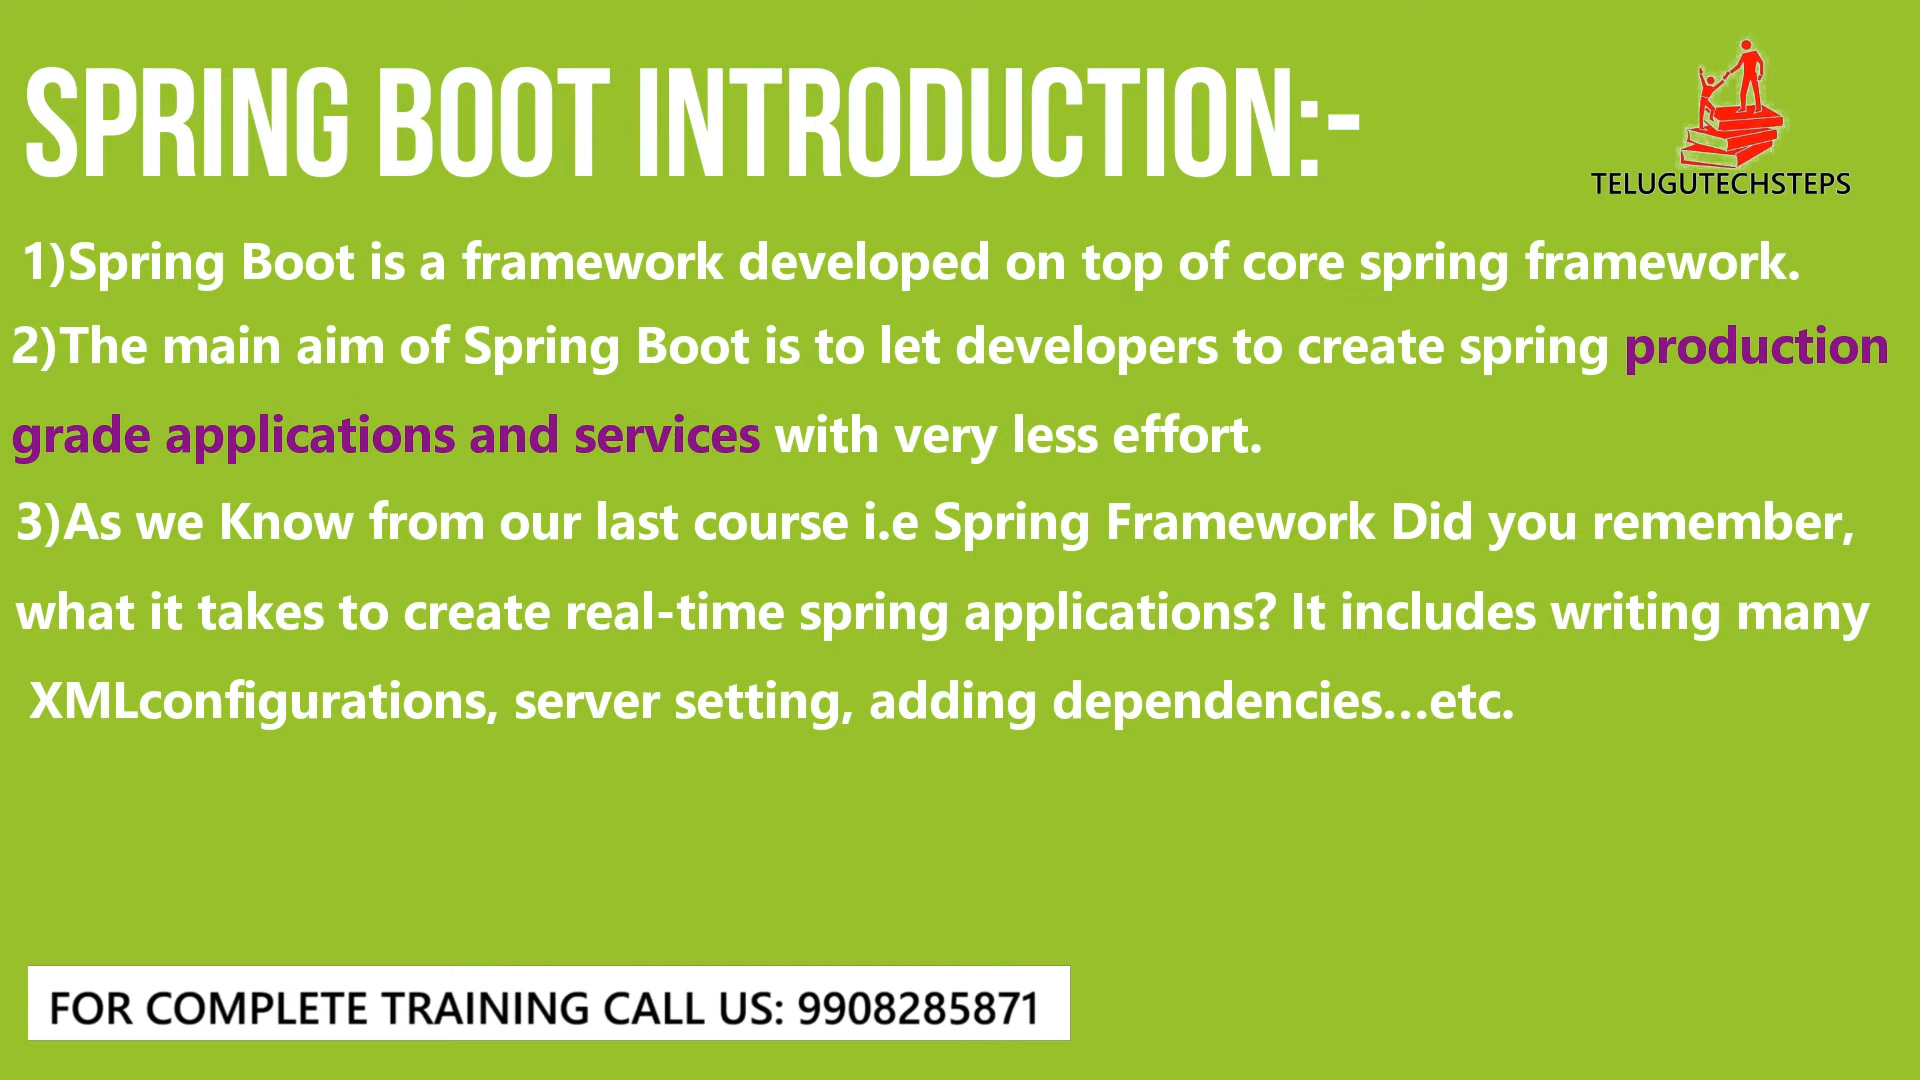 SPRING BOOT INTRODUCTION:-
TELUGUTECHSTEPS
1)Spring Boot is a framework developed on top of core spring framework.
2)The main aim of Spring Boot is to let developers to create spring production
grade applications and services with very less effort.
3)As we Know from our last course i.e Spring Framework Did you remember,
what it takes to create real-time spring applications? It includes writing many
XMLconfigurations, server setting, adding dependencies...etc.
FOR COMPLETE TRAINING CALL US: 9908285871